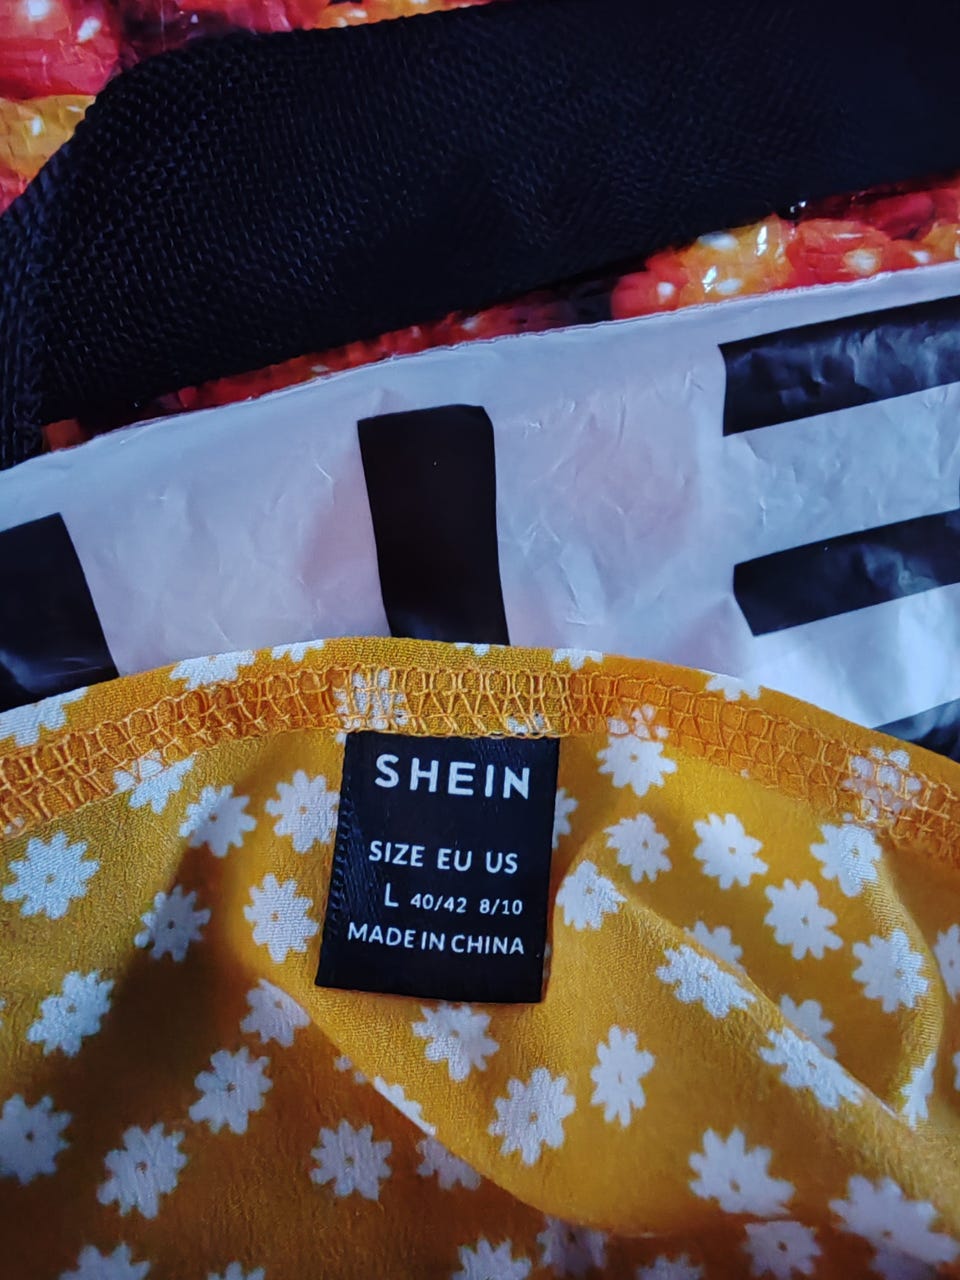 SHEIN
SIZE EU US
L 40/42 8/10
MADE IN CHINA